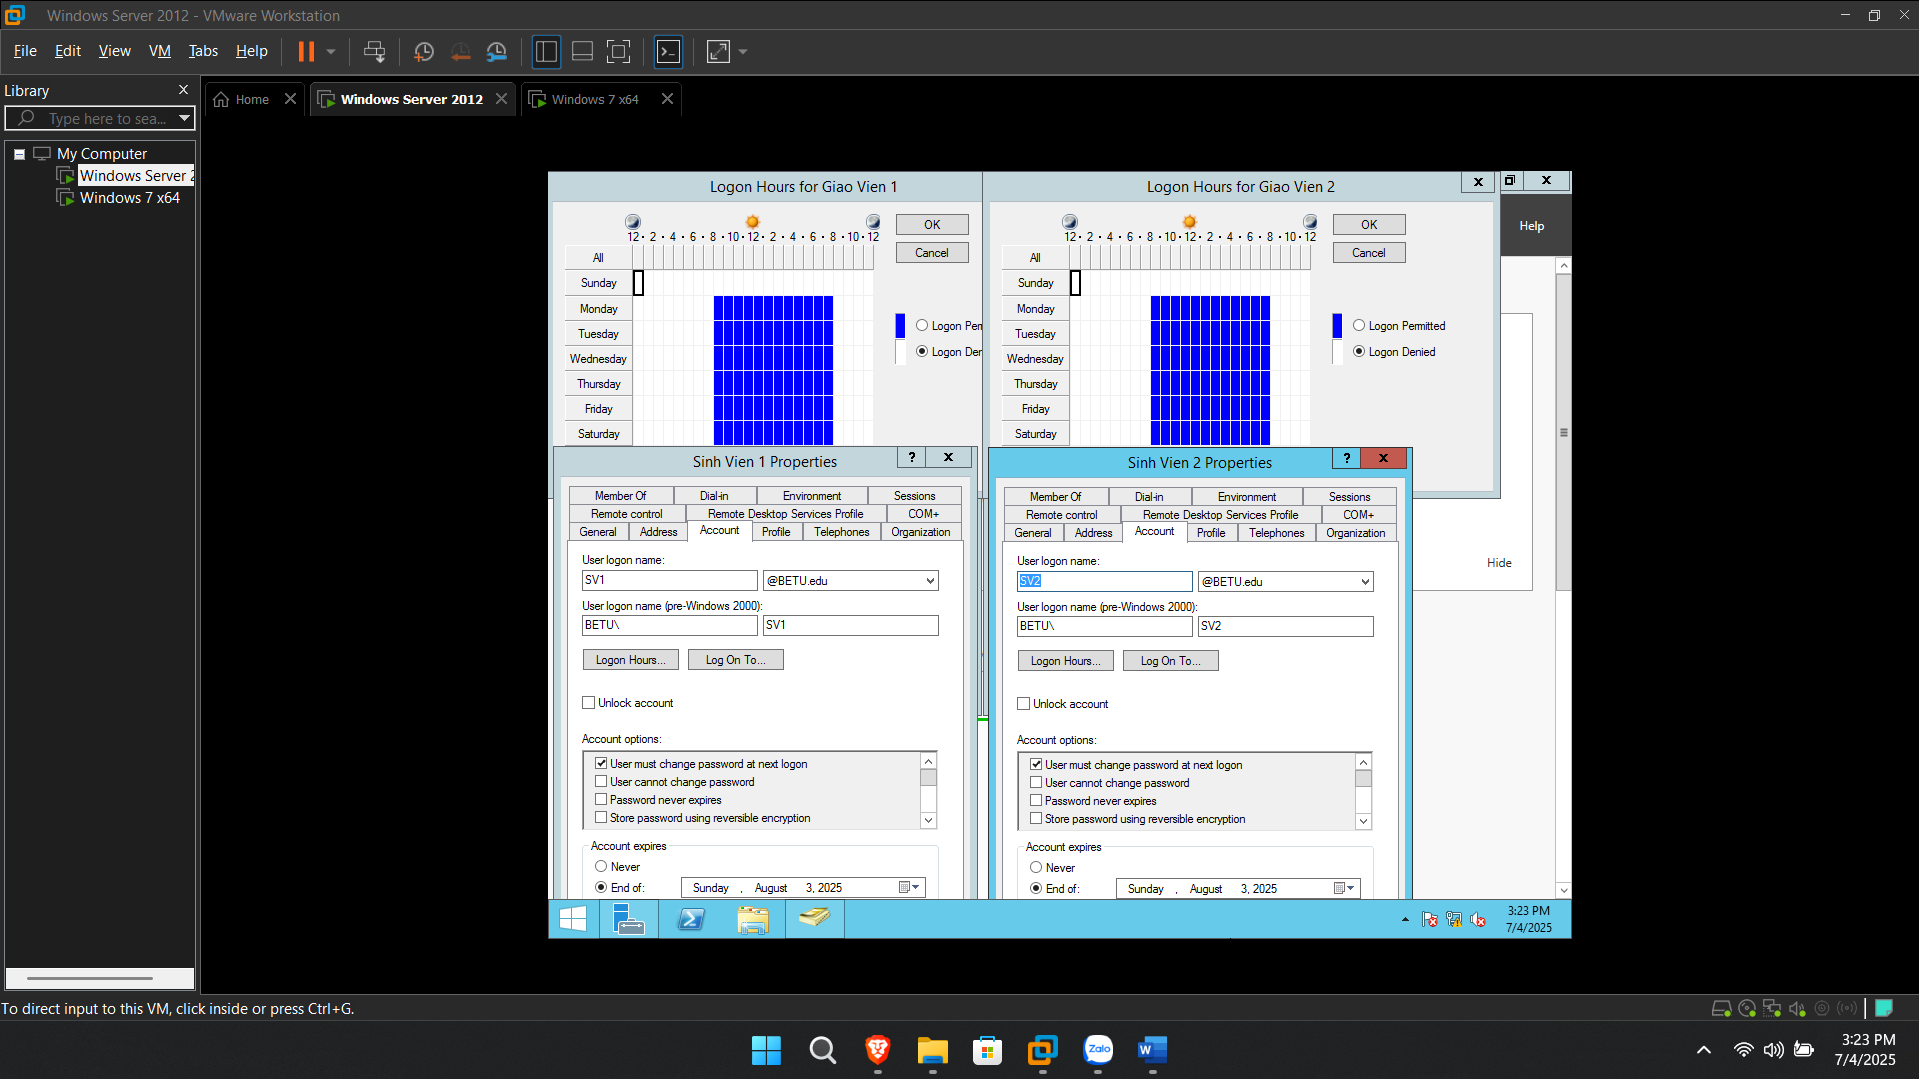 Windows Server 2012 - VMware Workstation
File Edit View VM Tabs Help
Library
Type here to sea...
My Computer
Windows Server 2
Windows 7 x64
Home
Windows Server 2012
Windows 7 x64
Logon Hours for Giao Vien 1
12 · 2 · 4 · 6 · 8 · 10 · 12 · 2 · 4 · 6 · 8 · 10 · 12
OK
Cancel
All
Sunday
Monday
Tuesday
Wednesday
Thursday
Friday
Saturday
Logon Per
Logon Der
Logon Hours for Giao Vien 2
12 · 2 · 4 · 6 · 8 · 10 · 12 · 2 · 4 · 6 · 8 · 10 · 12
OK
Cancel
All
Sunday
Monday
Tuesday
Wednesday
Thursday
Friday
Saturday
Logon Permitted
Logon Denied
Help
Hide
Sinh Vien 1 Properties
?
Member Of Dial-in Environment Sessions
Remote control Remote Desktop Services Profile COM+
General Address Account Profile Telephones Organization
User logon name:
SV1 @BETU.edu
User logon name (pre-Windows 2000):
BETU\ SV1
Logon Hours... Log On To...
Unlock account
Account options:
User must change password at next logon
User cannot change password
Password never expires
Store password using reversible encryption
Account expires
Never
End of: Sunday , August 3, 2025
Sinh Vien 2 Properties
?
Member Of Dial-in Environment Sessions
Remote control Remote Desktop Services Profile COM+
General Address Account Profile Telephones Organization
User logon name:
SV2 @BETU.edu
User logon name (pre-Windows 2000):
BETU\ SV2
Logon Hours... Log On To...
Unlock account
Account options:
User must change password at next logon
User cannot change password
Password never expires
Store password using reversible encryption
Account expires
Never
End of: Sunday , August 3, 2025
3:23 PM
7/4/2025
To direct input to this VM, click inside or press Ctrl+G.
Zalo
W
3:23 PM
7/4/2025